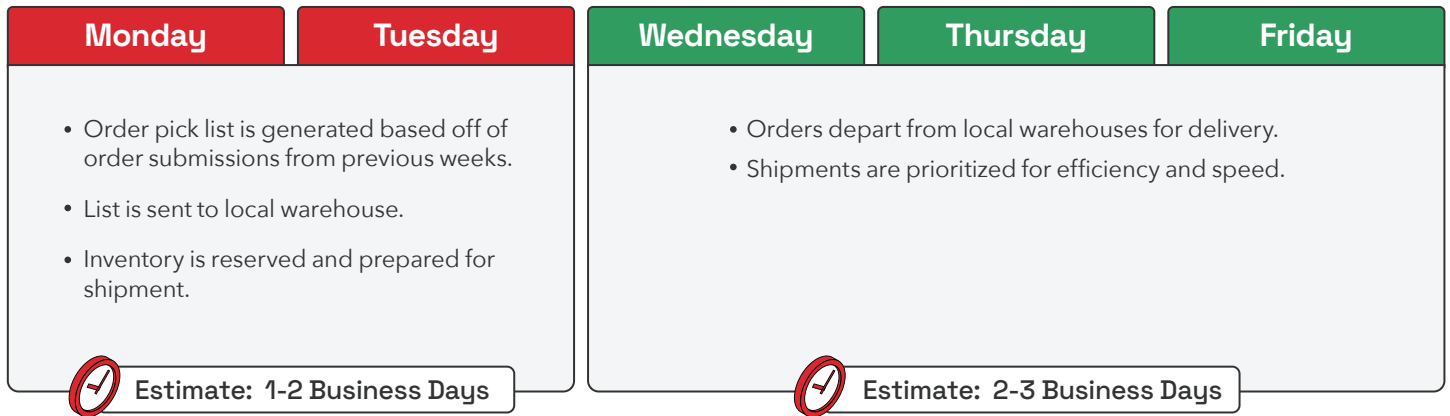 Monday
Tuesday
Wednesday
Thursday
Friday
• Order pick list is generated based off of
order submissions from previous weeks.
• List is sent to local warehouse.
• Inventory is reserved and prepared for
shipment.
Estimate: 1-2 Business Days
• Orders depart from local warehouses for delivery.
• Shipments are prioritized for efficiency and speed.
Estimate: 2-3 Business Days